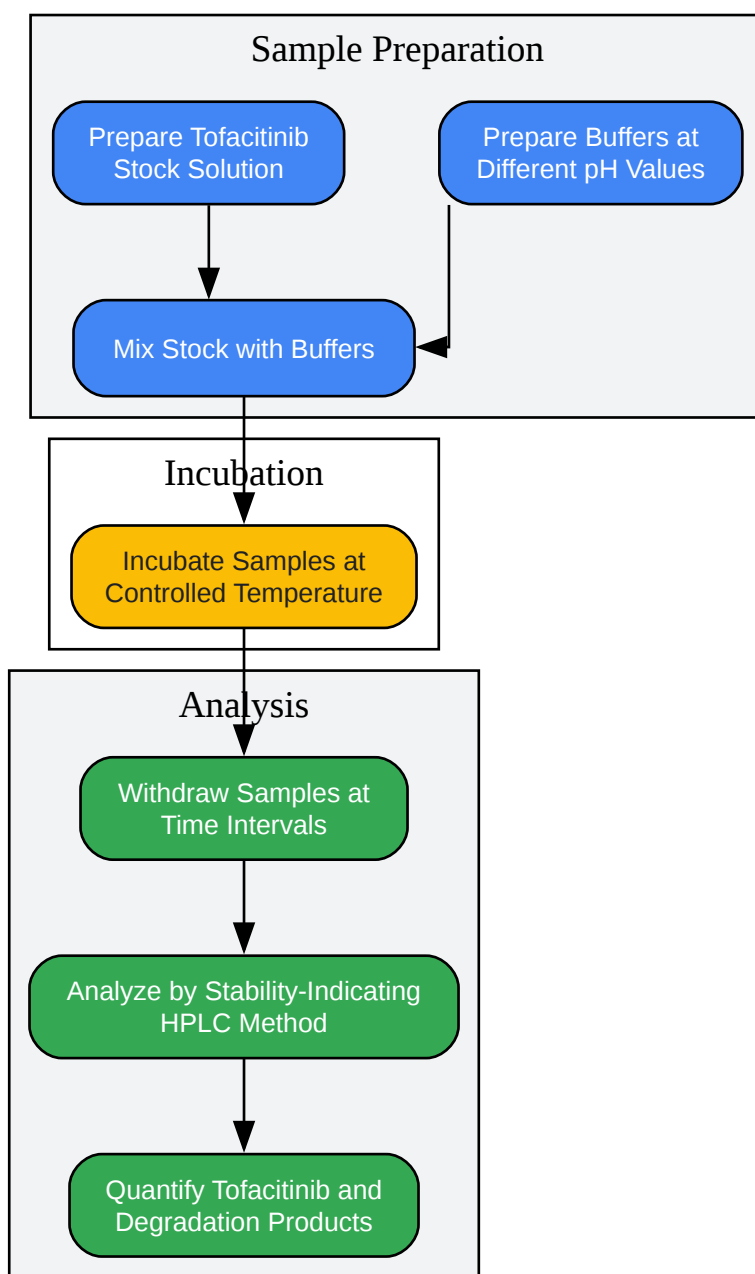 Sample Preparation
Prepare Tofacitinib
Stock Solution
Prepare Buffers at
Different pH Values
Mix Stock with Buffers
Incubation
Incubate Samples at
Controlled Temperature
Analysis
Withdraw Samples at
Time Intervals
Analyze by Stability-Indicating
HPLC Method
Quantify Tofacitinib and
Degradation Products